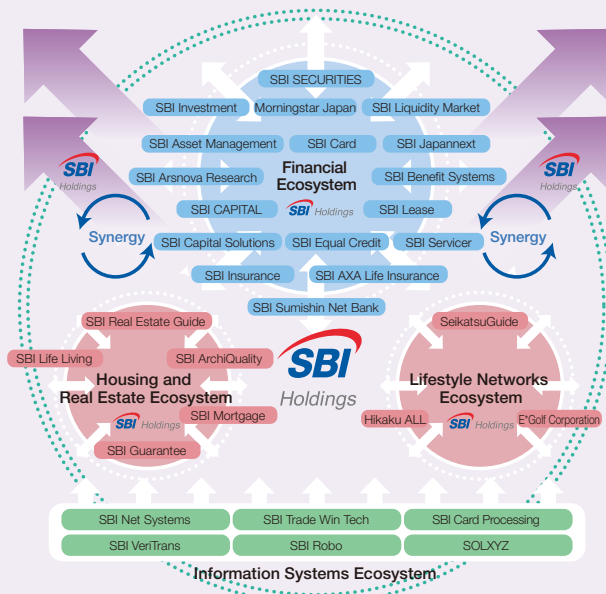 SBI SECURITIES
SBI Investment
Morningstar Japan
SBI Liquidity Market
SBI Asset Management
SBI Card
SBI Japannext
SBI Holdings
Financial
Ecosystem
SBI Holdings
SBI Arsnova Research
SBI Benefit Systems
SBI CAPITAL
SBI Holdings
SBI Lease
Synergy
SBI Capital Solutions
SBI Equal Credit
SBI Servicer
Synergy
SBI Insurance
SBI AXA Life Insurance
SBI Sumishin Net Bank
SBI Real Estate Guide
SBI Life Living
SBI ArchiQuality
Housing and
Real Estate Ecosystem
SBI Holdings
SBI Mortgage
SBI Guarantee
SBI
Holdings
SeikatsuGuide
Lifestyle Networks
Ecosystem
Hikaku ALL
SBI Holdings
E*Golf Corporation
SBI Net Systems
SBI Trade Win Tech
SBI Card Processing
SBI VeriTrans
SBI Robo
SOLXYZ
Information Systems Ecosystem